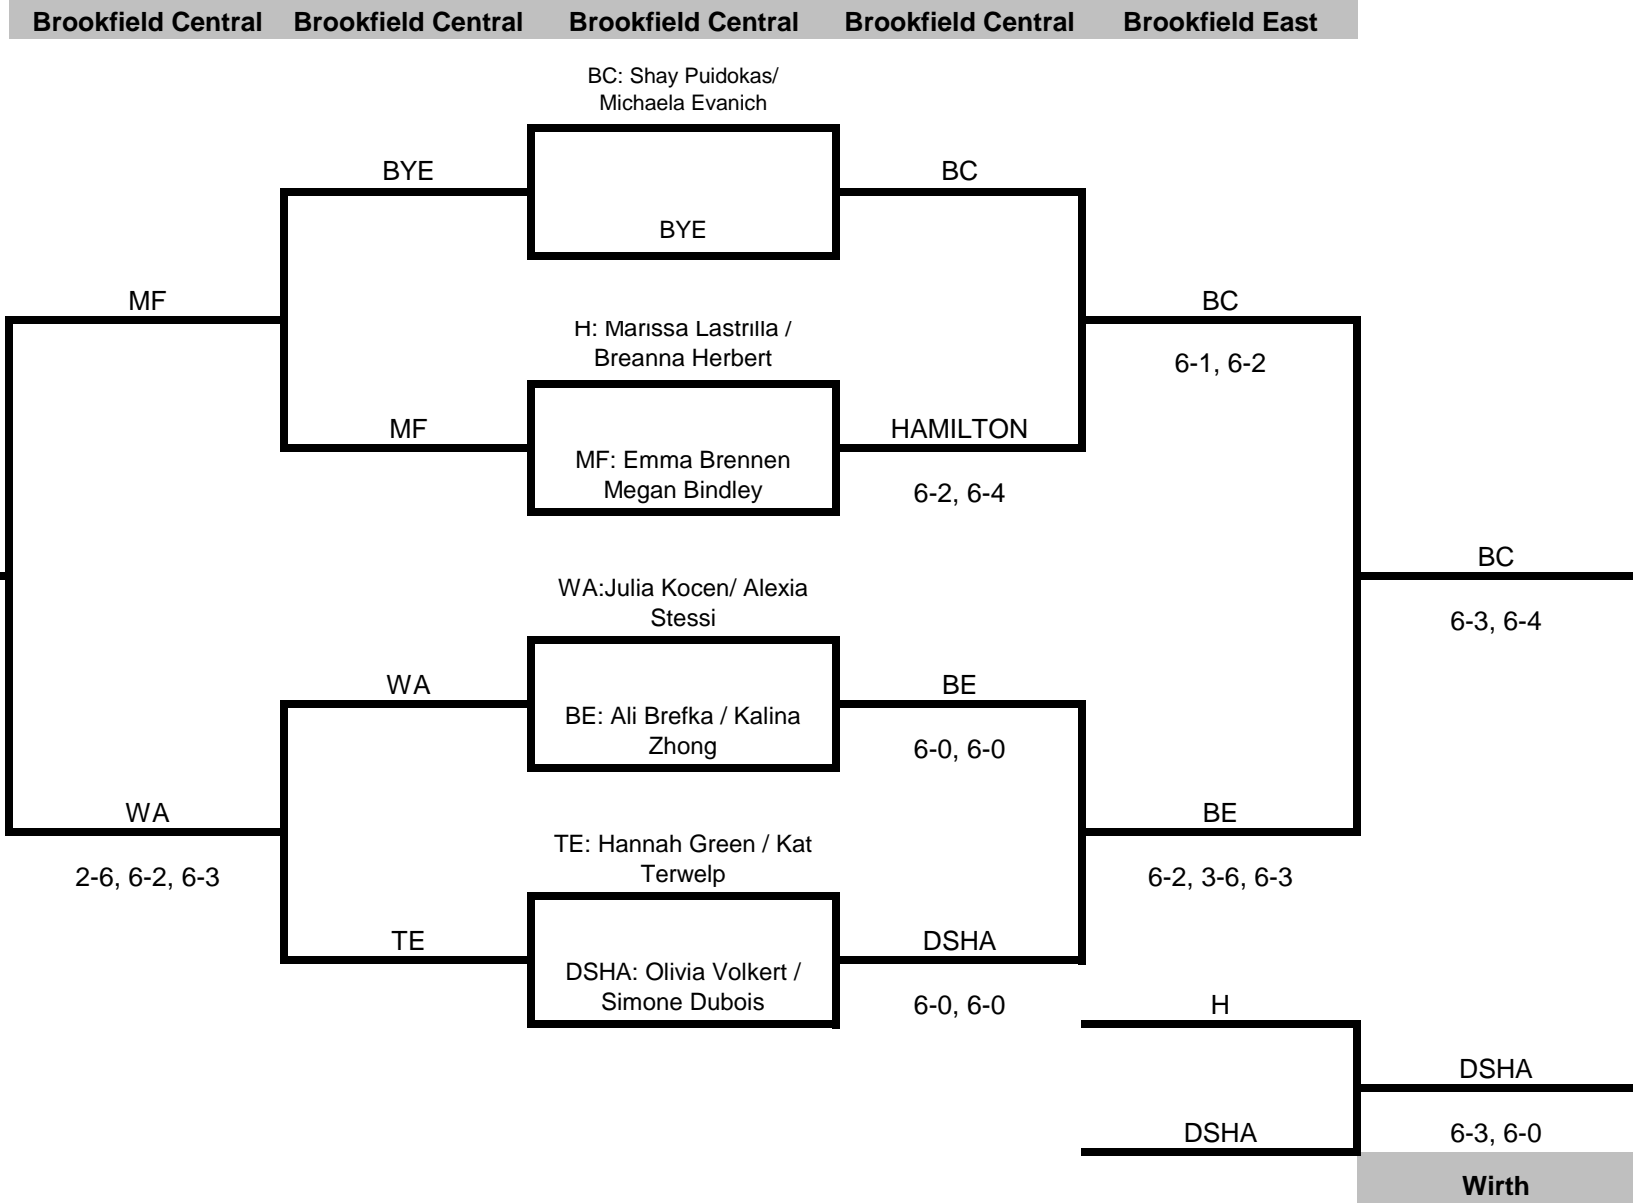 Brookfield Central Brookfield Central Brookfield Central Brookfield Central Brookfield East
BC: Shay Puidokas/
Michaela Evanich
BYE
BC
BYE
MF
BC
H: Marissa Lastrilla /
Breanna Herbert
6-1, 6-2
MF
HAMILTON
MF: Emma Brennen
Megan Bindley
6-2, 6-4
BC
WA:Julia Kocen/ Alexia
Stessi
6-3, 6-4
WA
BE
BE: Ali Brefka / Kalina
Zhong
6-0, 6-0
WA
BE
TE: Hannah Green / Kat
Terwelp
2-6, 6-2, 6-3
6-2, 3-6, 6-3
TE
DSHA
DSHA: Olivia Volkert /
Simone Dubois
6-0, 6-0
H
DSHA
DSHA
6-3, 6-0
Wirth